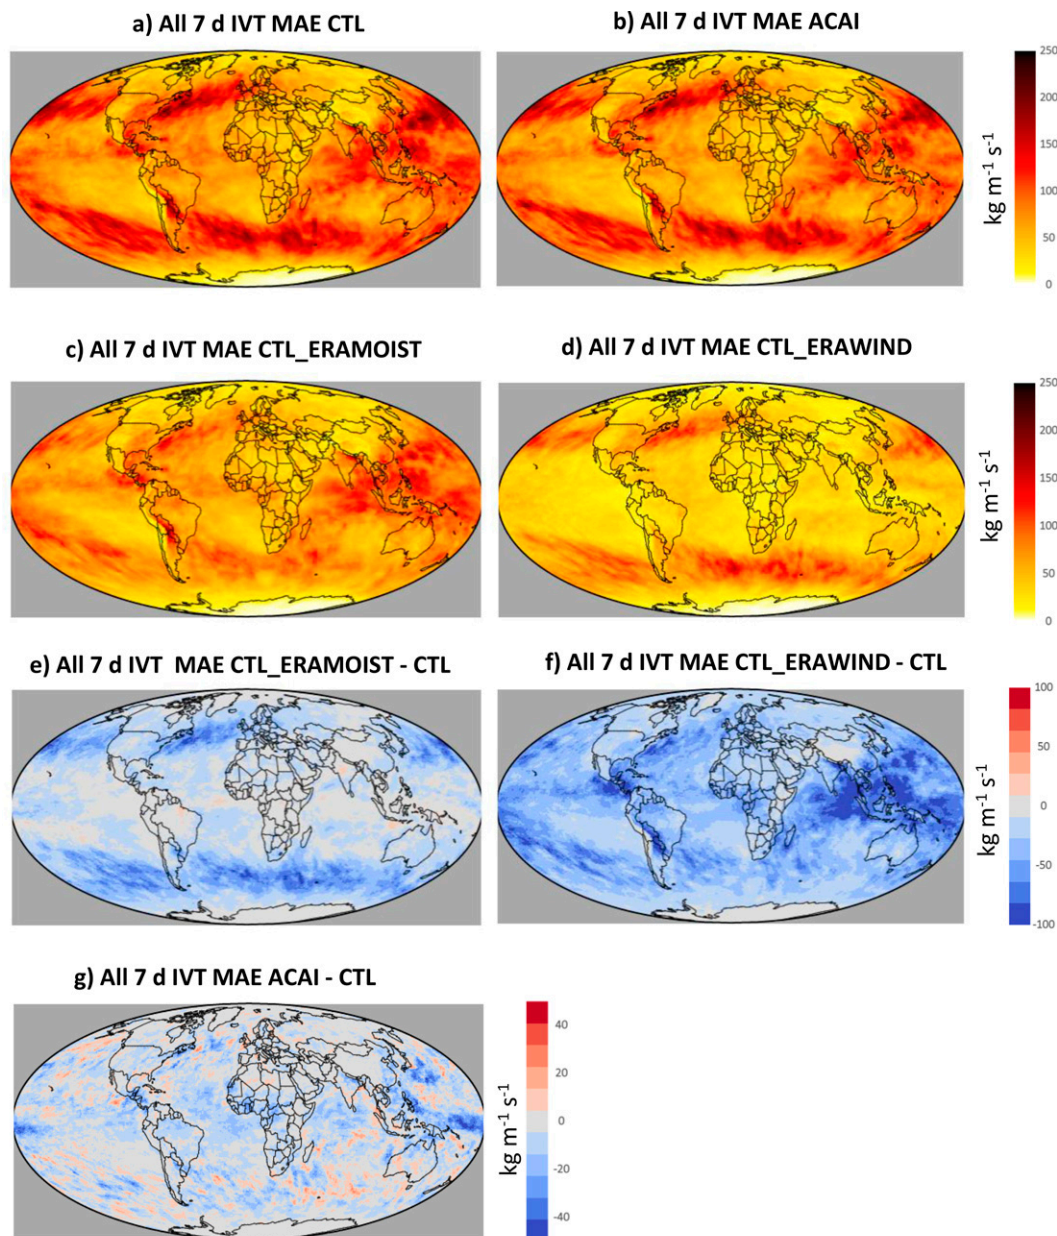 a) All 7 d IVT MAE CTL
b) All 7 d IVT MAE ACAI
250
200
150
100
50
0
kg m⁻¹ s⁻¹
c) All 7 d IVT MAE CTL_ERAMOIST
d) All 7 d IVT MAE CTL_ERAWIND
250
200
150
100
50
0
kg m⁻¹ s⁻¹
e) All 7 d IVT MAE CTL_ERAMOIST - CTL
f) All 7 d IVT MAE CTL_ERAWIND - CTL
100
50
0
-50
-100
kg m⁻¹ s⁻¹
g) All 7 d IVT MAE ACAI - CTL
40
20
0
-20
-40
kg m⁻¹ s⁻¹